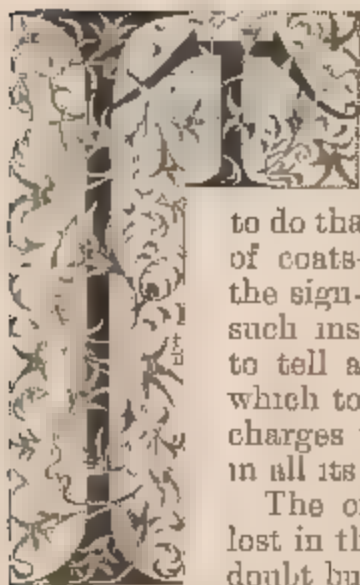 IT
to do tha
of coats-
the sign-
such ins
to tell a
which to
charges
in all its
The o
lost in th
doubt bu